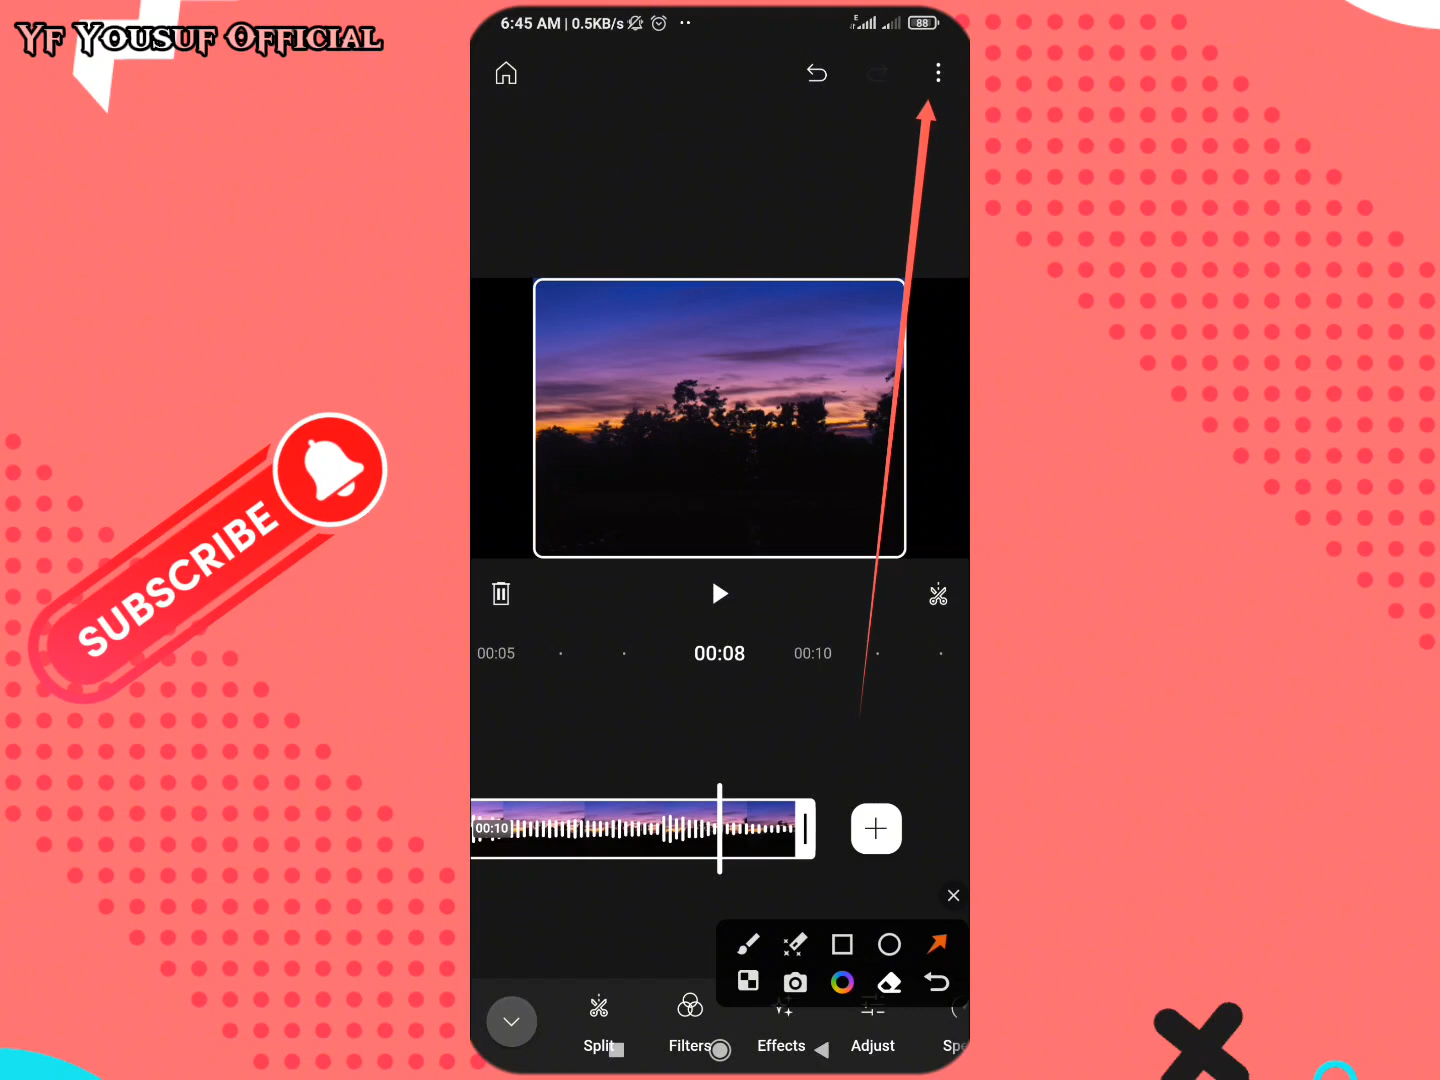 YF YOUSUF OFFICIAL
6:45 AM | 0.5KB/s
E
88
SUBSCRIBE
00:05
00:08
00:10
00:10
Split
Filters
Effects
Adjust